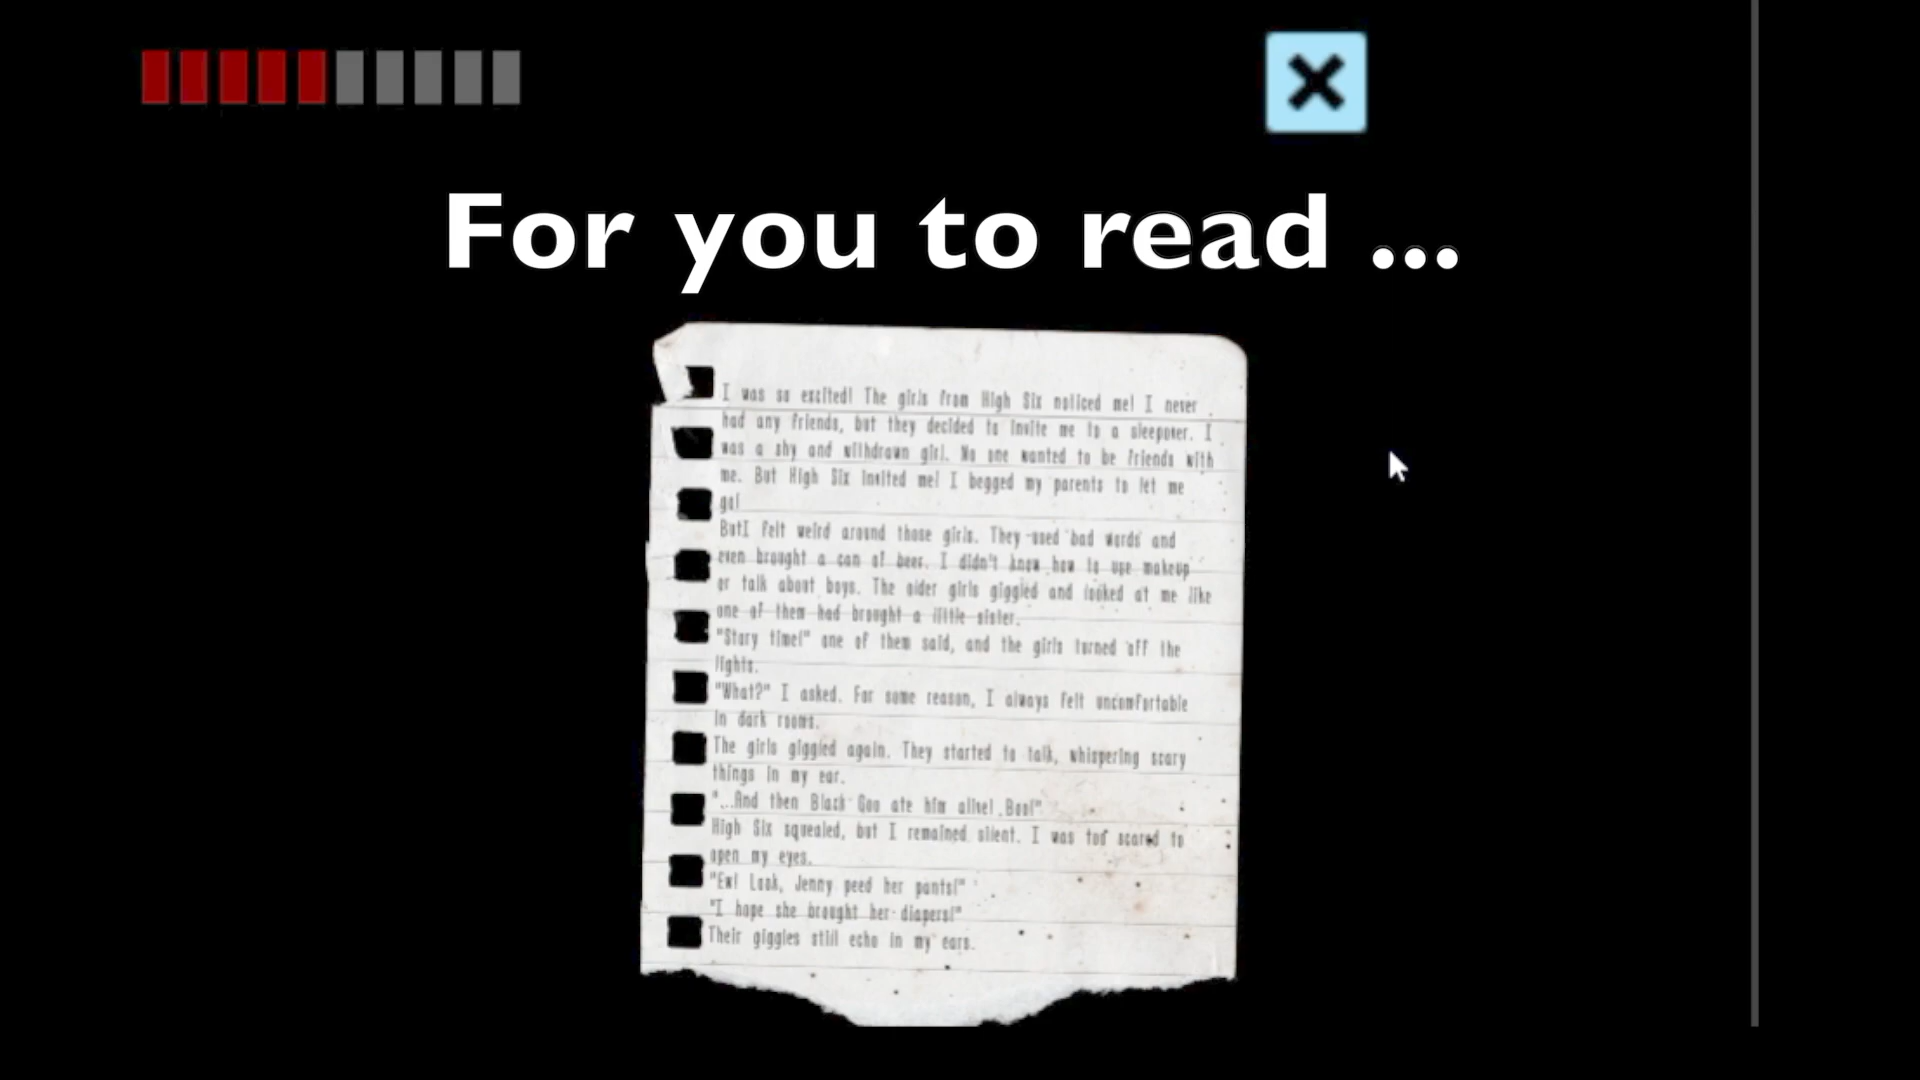 For you to read ...
I was so excited! The girls from High Six noticed me! I never
had any friends, but they decided to invite me to a sleepover. I
was a shy and withdrawn girl. No one wanted to be friends with
me. But High Six invited me! I begged my parents to let me
go!
ButI felt weird around those girls. They used bad words and
even brought a can of beer. I didn't know how to use makeup
or talk about boys. The older girls giggled and looked at me like
one of them had brought a little sister.
"Story time!" one of them said, and the girls turned off the
lights.
"What?" I asked. For some reason, I always felt uncomfortable
in dark rooms.
The girls giggled again. They started to talk, whispering scary
things in my ear.
"...And then Black Goo ate him alive! Boo!"
High Six squealed, but I remained silent. I was too scared to
open my eyes.
"Ew! Look, Jenny peed her pants!"
"I hope she brought her diapers!"
Their giggles still echo in my ears.